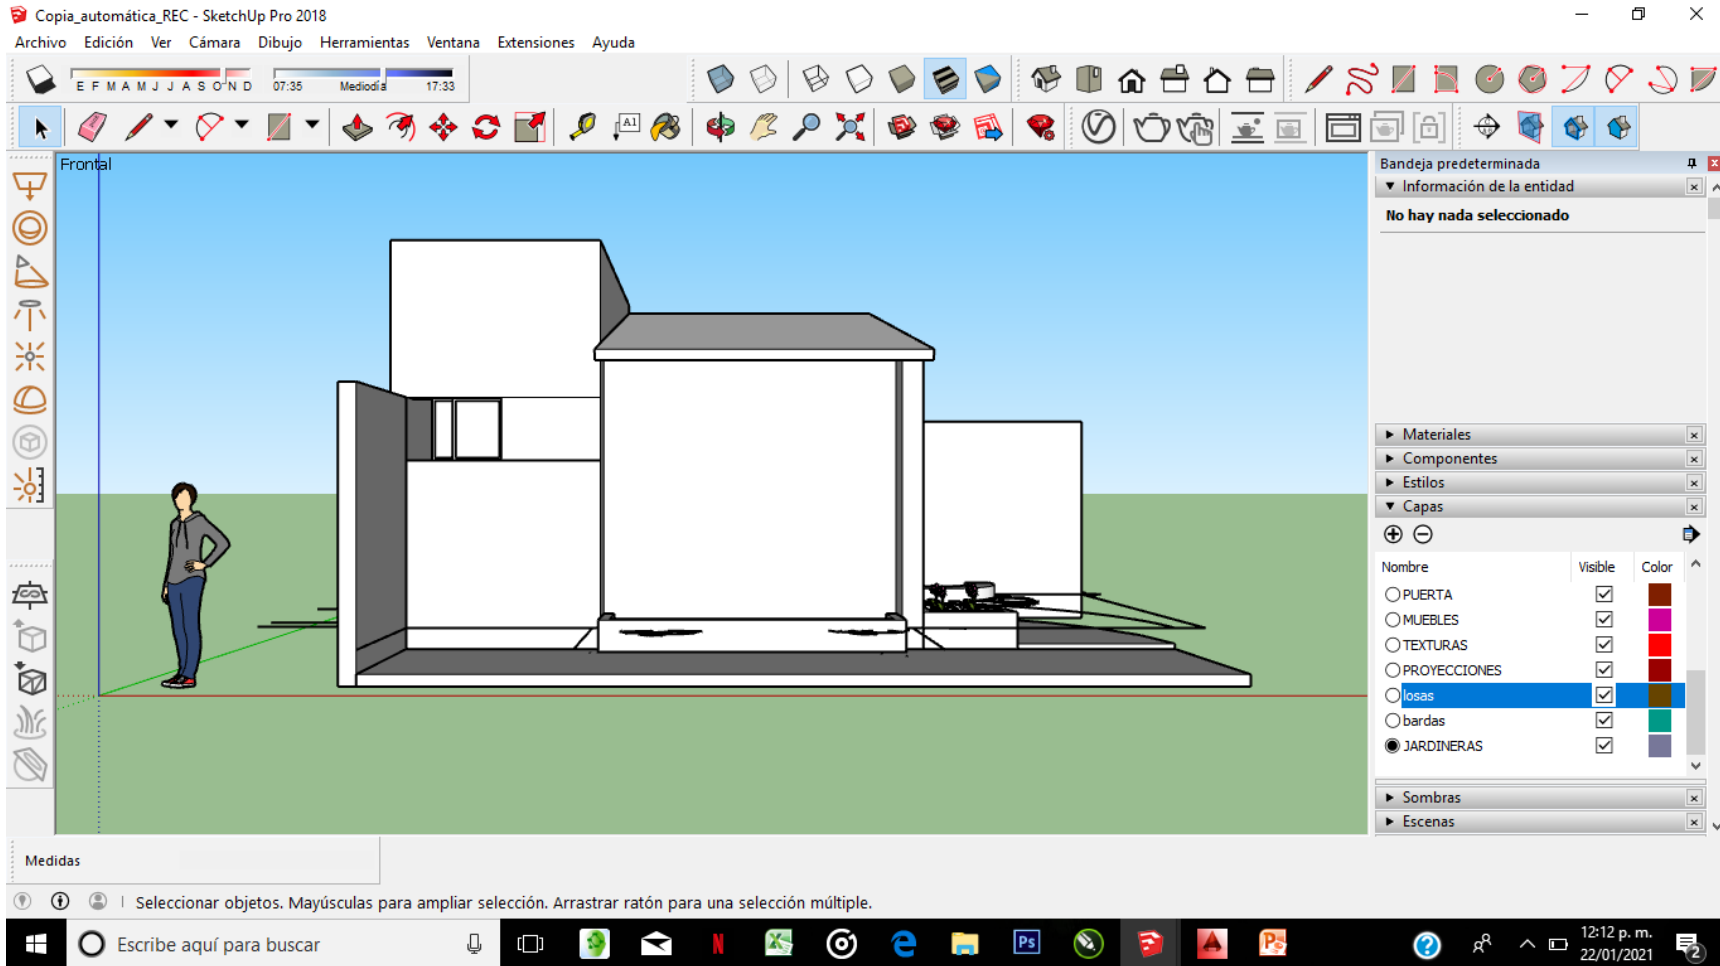 Copia_automática_REC - SketchUp Pro 2018
Archivo Edición Ver Cámara Dibujo Herramientas Ventana Extensiones Ayuda
E F M A M J J A S O N D 07:35 Mediodía 17:33
A1
Frontal
Bandeja predeterminada
Información de la entidad
No hay nada seleccionado
Materiales
Componentes
Estilos
Capas
Nombre Visible Color
PUERTA
MUEBLES
TEXTURAS
PROYECCIONES
losas
bardas
JARDINERAS
Sombras
Escenas
Medidas
Seleccionar objetos. Mayúsculas para ampliar selección. Arrastrar ratón para una selección múltiple.
Escribe aquí para buscar
N
Ps
12:12 p. m.
22/01/2021
2